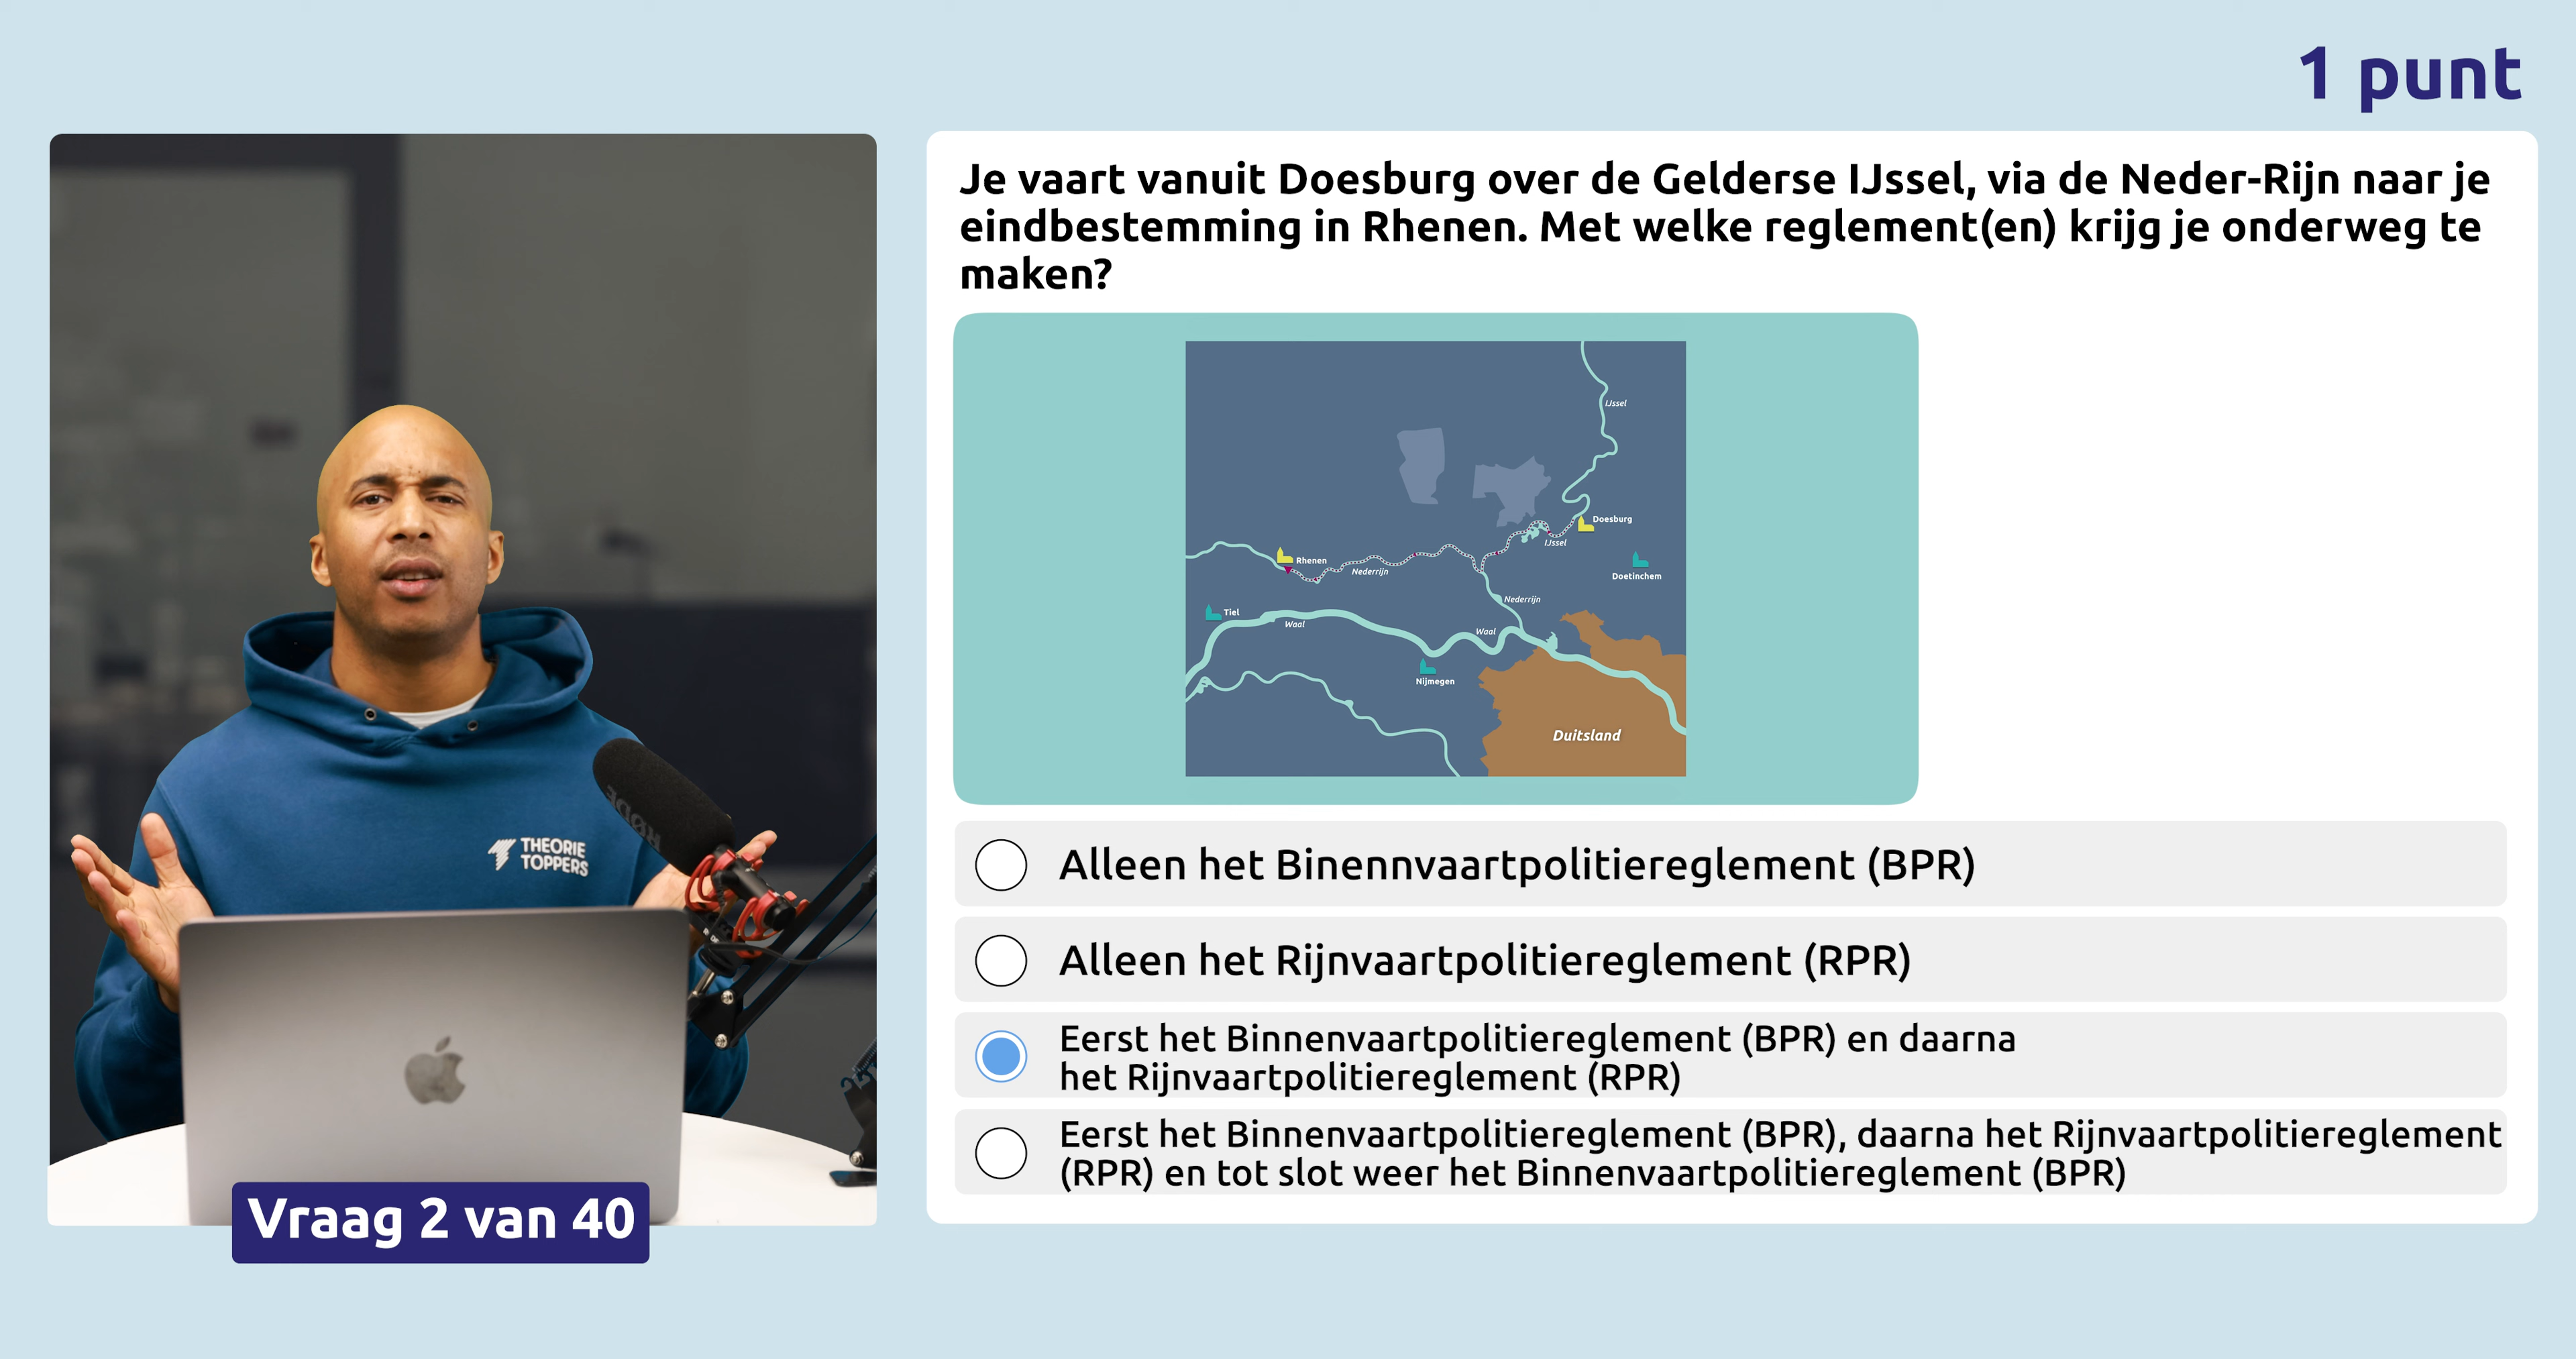 1 punt
Je vaart vanuit Doesburg over de Gelderse IJssel, via de Neder-Rijn naar je
eindbestemming in Rhenen. Met welke reglement(en) krijg je onderweg te
maken?
IJssel
Doesburg
IJssel
Rhenen
Nederrijn
Doetinchem
Nederrijn
Tiel
Waal
Waal
Nijmegen
Duitsland
RØDE
THEORIE
TOPPERS
Alleen het Binennvaartpolitiereglement (BPR)
Alleen het Rijnvaartpolitiereglement (RPR)
Eerst het Binnenvaartpolitiereglement (BPR) en daarna
het Rijnvaartpolitiereglement (RPR)
Eerst het Binnenvaartpolitiereglement (BPR), daarna het Rijnvaartpolitiereglement
(RPR) en tot slot weer het Binnenvaartpolitiereglement (BPR)
Vraag 2 van 40